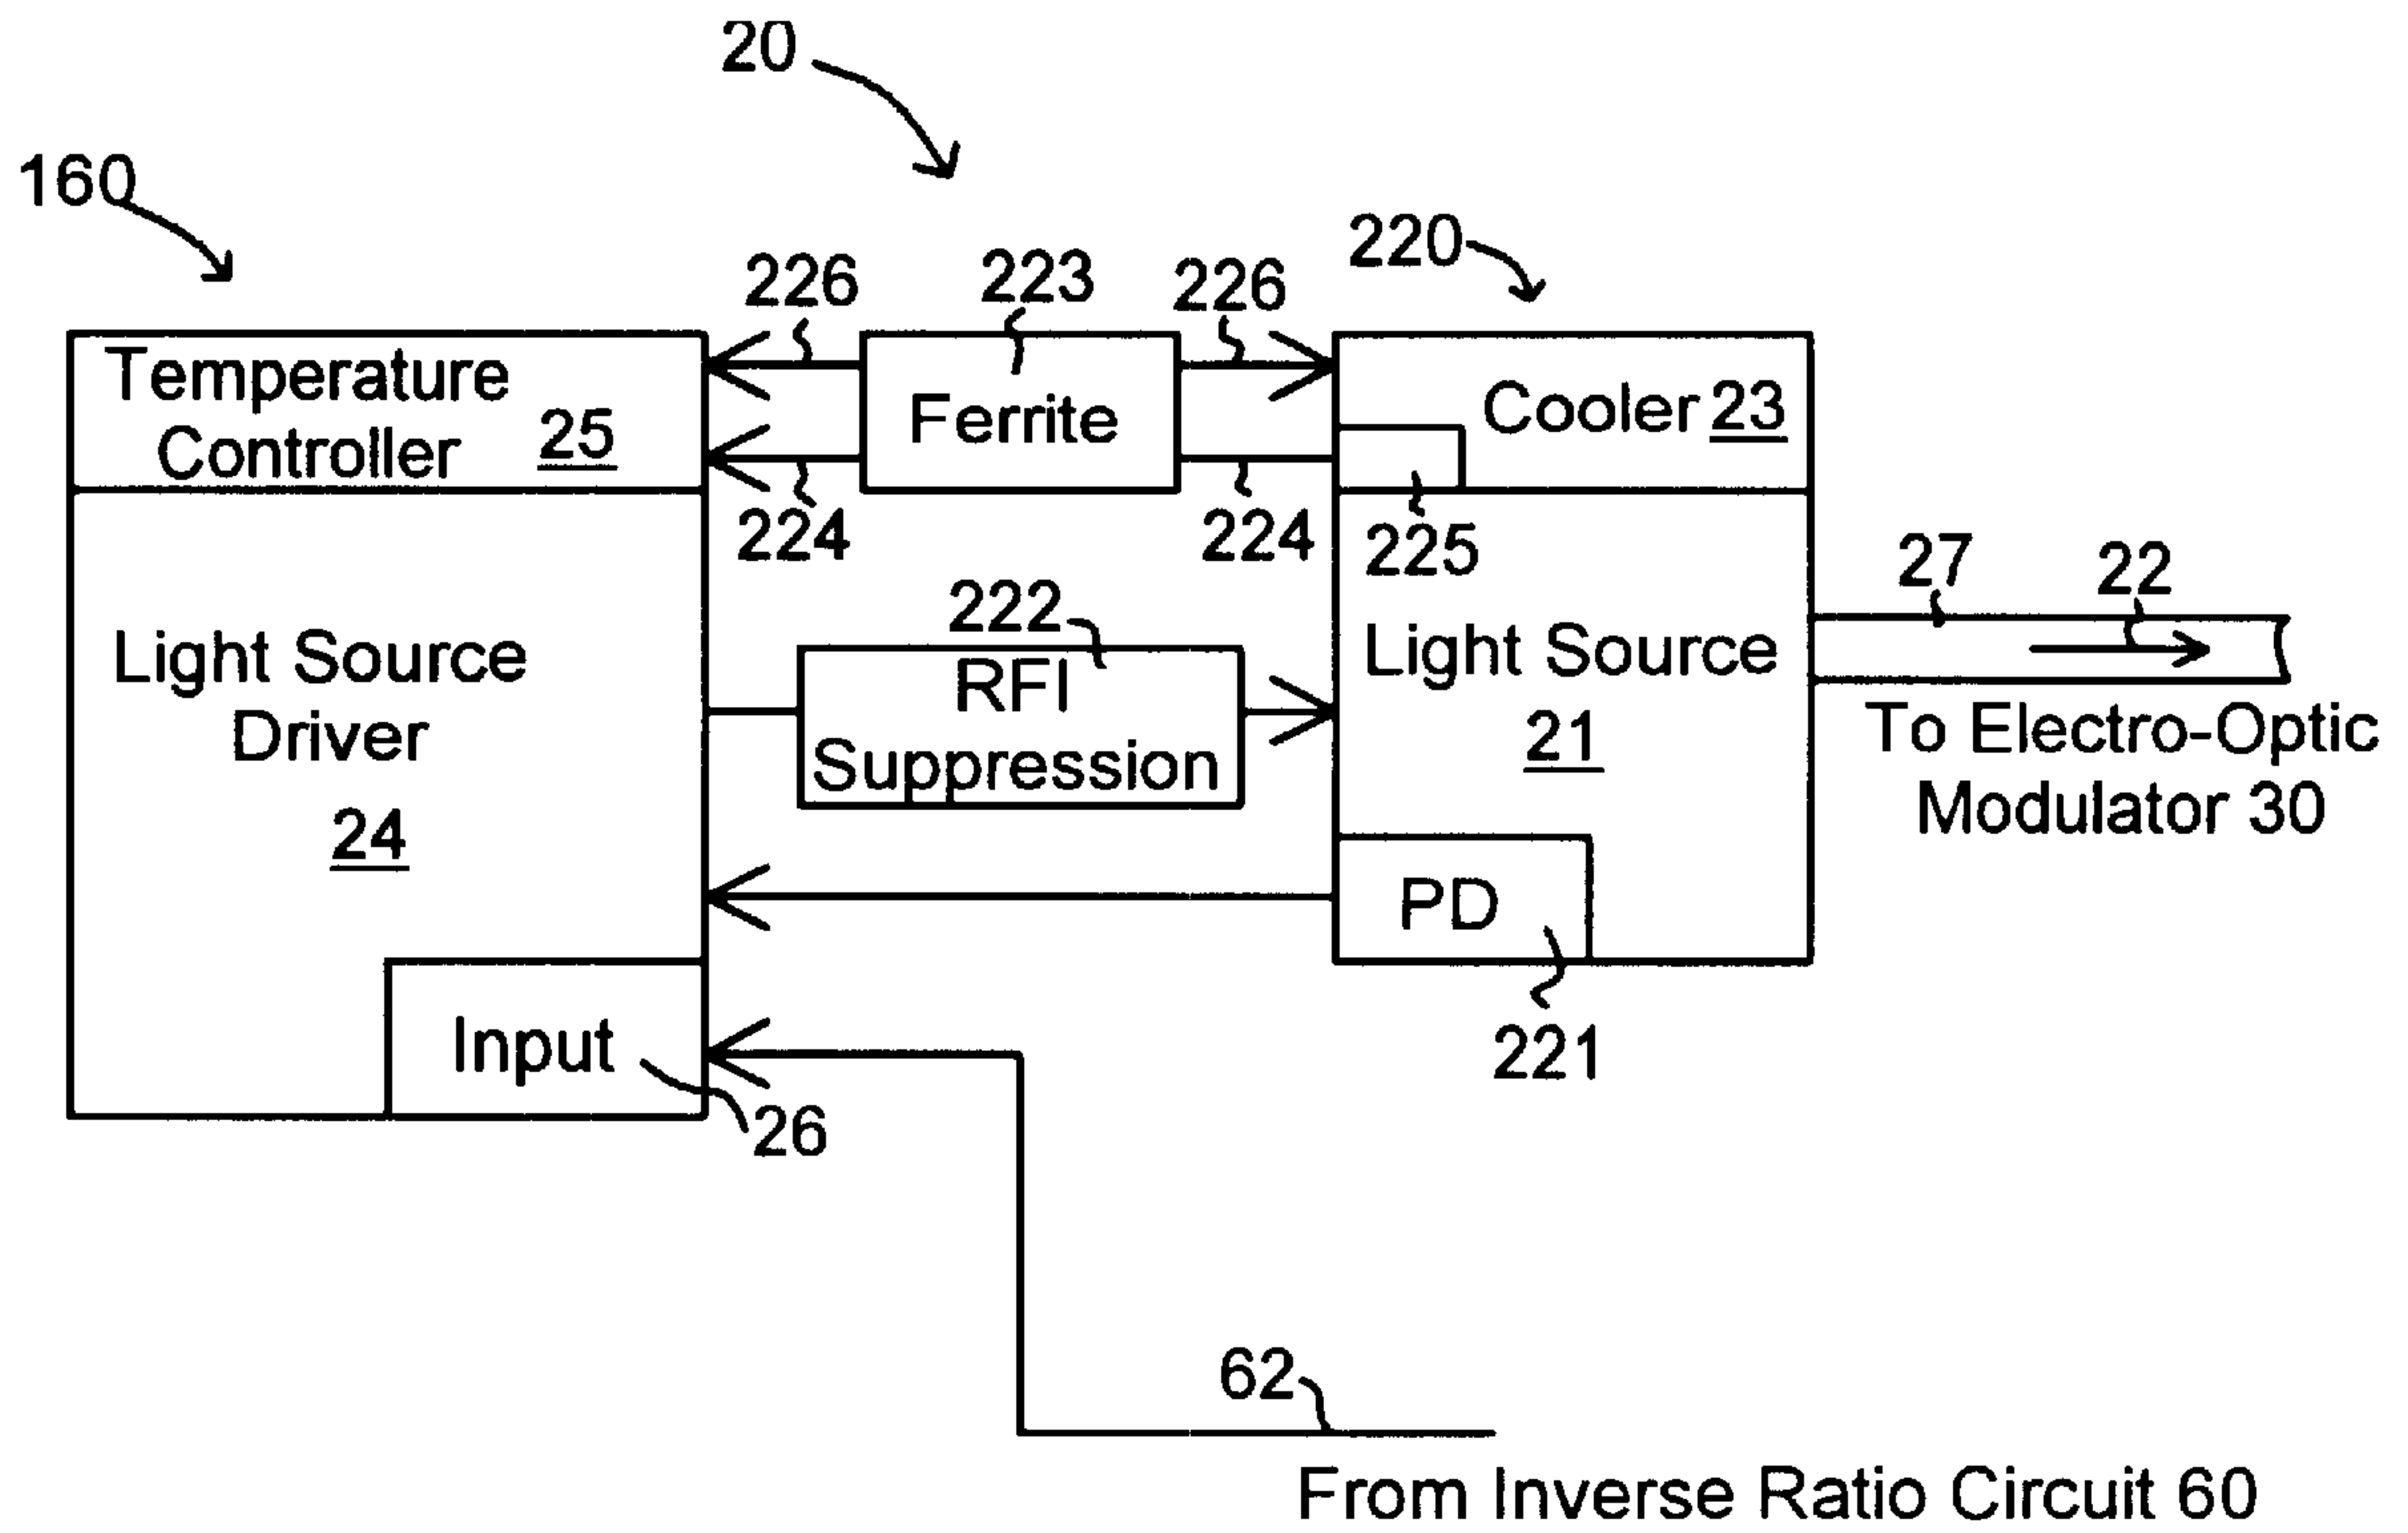 20
160
220
226
223
226
Temperature
Controller 25
Ferrite
Cooler 23
224
224
225
27
22
222
Light Source
Driver
24
RFI
Suppression
Light Source
21
To Electro-Optic
Modulator 30
PD
221
Input
26
62
From Inverse Ratio Circuit 60